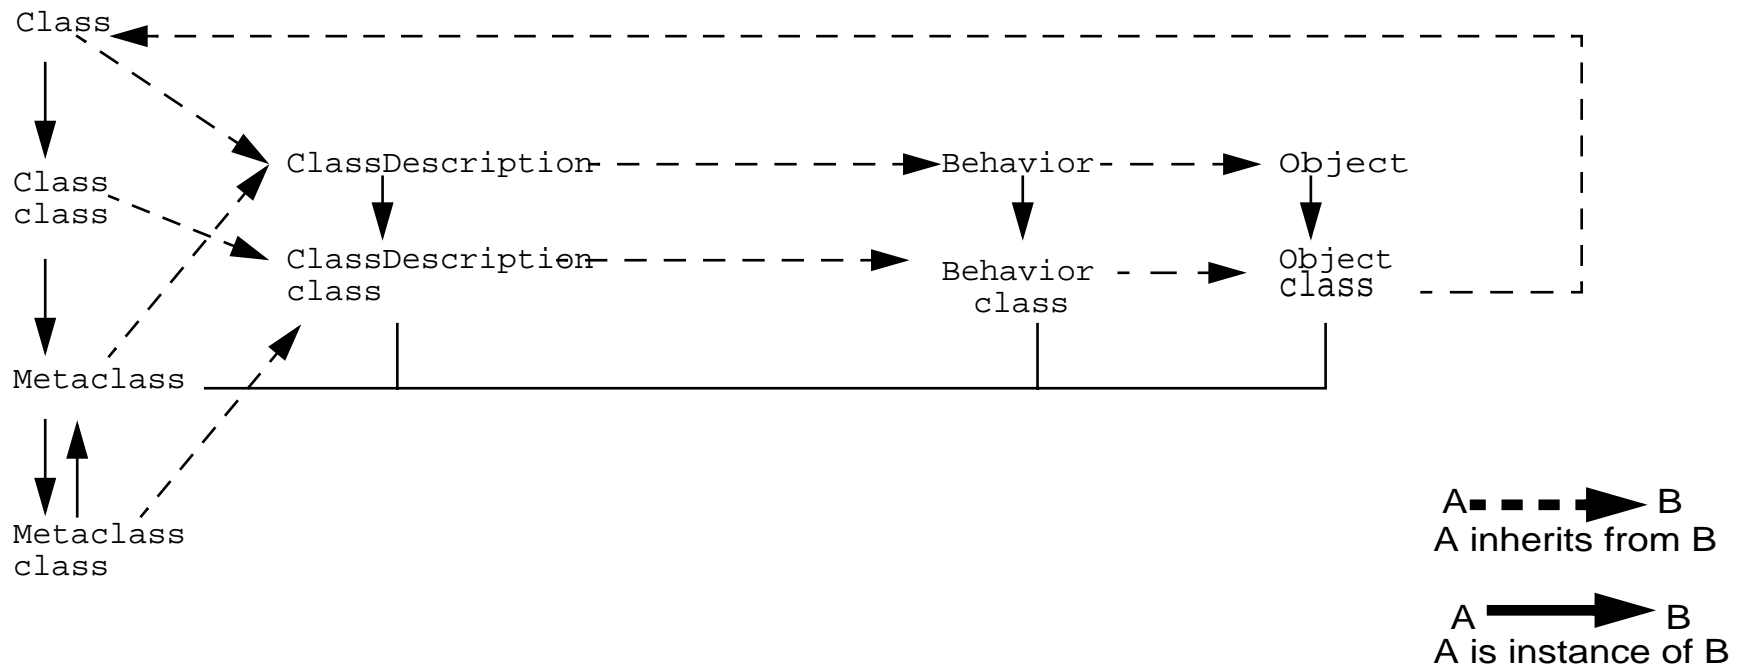 Class
ClassDescription
Behavior
Object
Class
class
ClassDescription
class
Behavior
class
Object
class
Metaclass
Metaclass
class
A
B
A inherits from B
A
B
A is instance of B